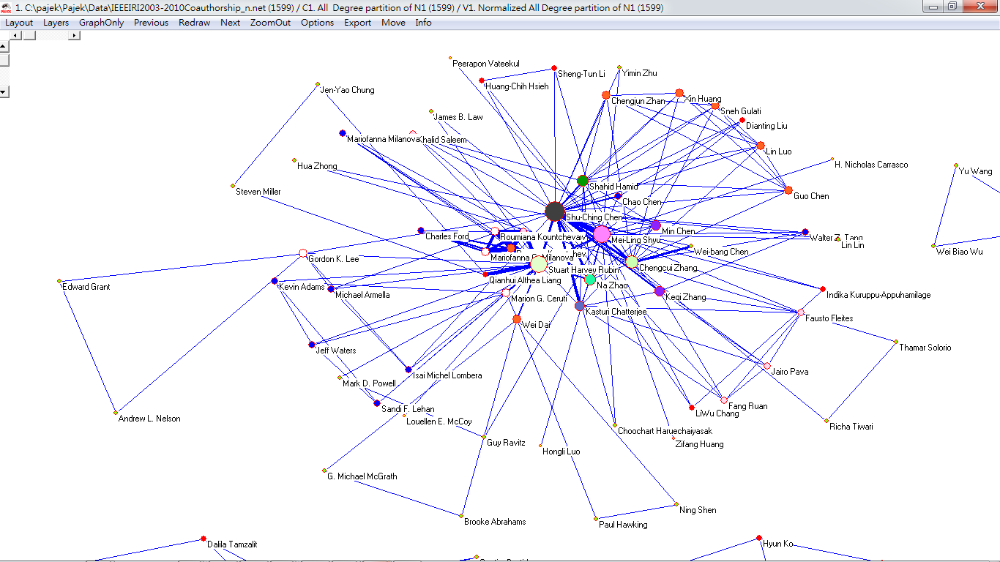 1. C:\pajek\Pajek\Data\IEEEIRI2003-2010Coauthorship_n.net (1599) / C1. All Degree partition of N1 (1599) / V1. Normalized All Degree partition of N1 (1599)
Layout Layers GraphOnly Previous Redraw Next ZoomOut Options Export Move Info
Peerapon Vateekul
Sheng-Tun Li
Yimin Zhu
Huang-Chih Hsieh
Jen-Yao Chung
Chengjun Zhan
Xin Huang
Sneh Gulati
James B. Law
Dianting Liu
Mariofanna Milanova
Khalid Saleem
Lin Luo
Hua Zhong
H. Nicholas Carrasco
Yu Wang
Steven Miller
Shahid Hamid
Guo Chen
Chao Chen
Shu-Ching Chen
Min Chen
Charles Ford
Roumiana Kountcheva
Mei-Ling Shyu
Walter Z. Tang
Lin Lin
Wei-bang Chen
Wei Biao Wu
Gordon K. Lee
Mariofanna
Milanova
Chengcui Zhang
Stuart Harvey Rubin
Qianhui Althea Liang
Edward Grant
Kevin Adams
Na Zhao
Michael Armella
Marion G. Ceruti
Keqi Zhang
Indika Kuruppu-Appuhamilage
Kasturi Chatterjee
Fausto Fleites
Wei Dai
Jeff Waters
Thamar Solorio
Isai Michel Lombera
Jairo Pava
Mark D. Powell
Sandi F. Lehan
Fang Ruan
LiWu Chang
Andrew L. Nelson
Louellen E. McCoy
Richa Tiwari
Choochart Haruechaiyasak
Guy Ravitz
Zifang Huang
Hongli Luo
G. Michael McGrath
Ning Shen
Brooke Abrahams
Paul Hawking
Dalila Tamzalit
Hyun Ko